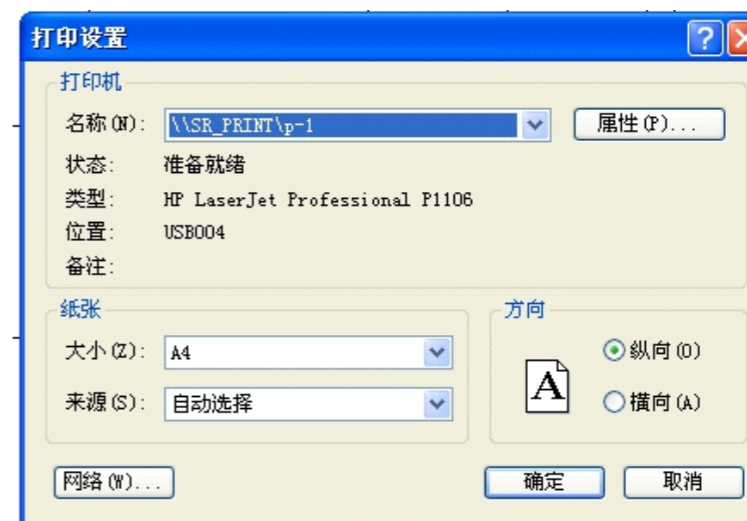 打印设置
打印机
名称(N): \\SR_PRINT\p-1 属性(P)...
状态: 准备就绪
类型: HP LaserJet Professional P1106
位置: USB004
备注:
纸张
大小(Z): A4
来源(S): 自动选择
方向
A
纵向(O)
横向(A)
网络(W)... 确定 取消